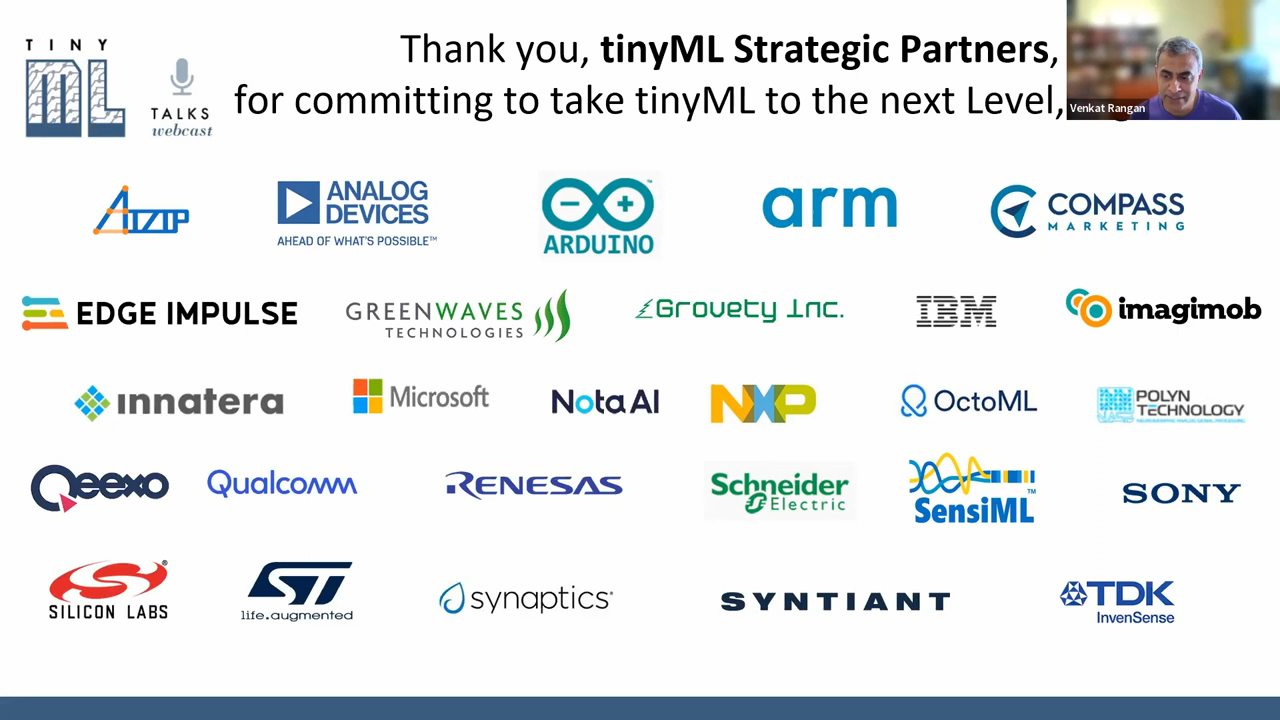 TINY
ML
TALKS
webcast
Thank you, tinyML Strategic Partners,
for committing to take tinyML to the next Level,
Venkat Rangan
AIZIP
ANALOG
DEVICES
AHEAD OF WHAT'S POSSIBLE™
ARDUINO
™
arm
COMPASS
MARKETING
EDGE IMPULSE
GREENWAVES
TECHNOLOGIES
Grovety Inc.
IBM
imagimob
innatera
Microsoft
Nota AI
NXP
OctoML
POLYN
TECHNOLOGY
Qeexo
Qualcomm
RENESAS
Schneider
Electric
SensiML™
SONY
SILICON LABS®
ST
life.augmented
synaptics®
SYNTIANT
TDK
InvenSense